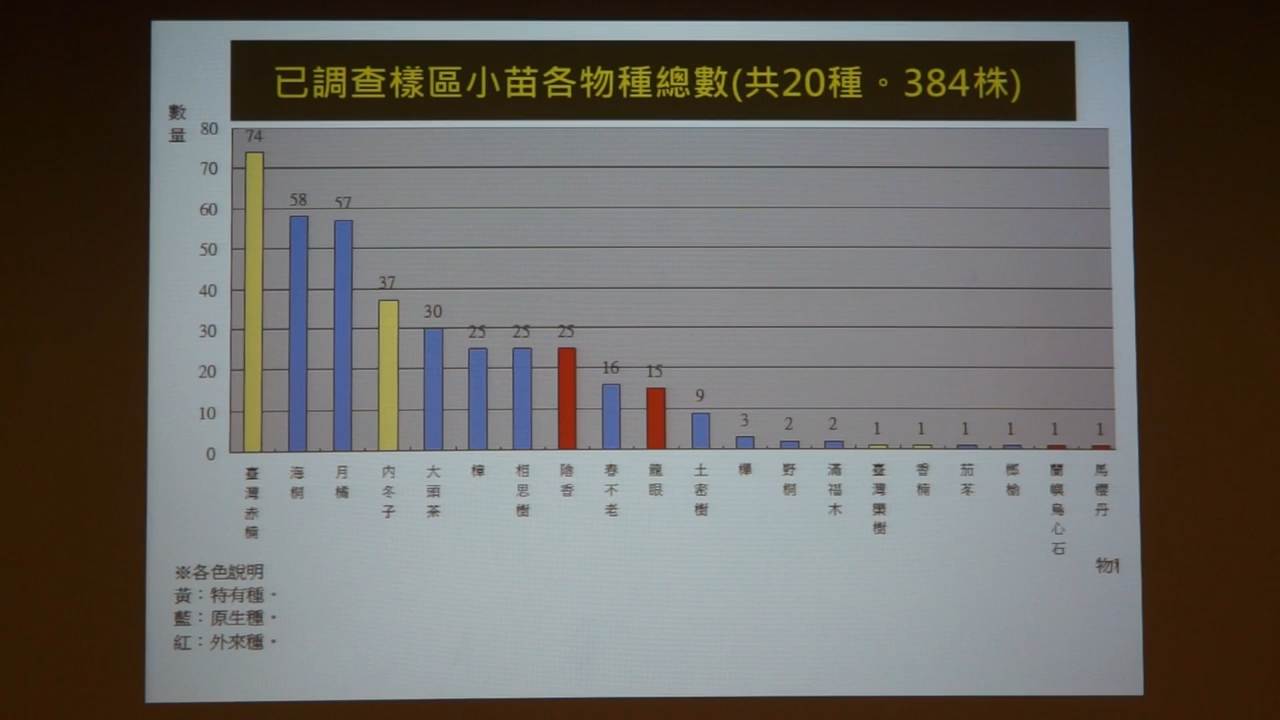 已調查樣區小苗各物種總數(共20種。384株)
數量
80
70
60
50
40
30
20
10
0
74
58
57
37
30
25
25
25
16
15
9
3
2
2
1
1
1
1
1
1
臺灣赤楠
海桐
月橘
內冬子
大頭茶
樟
相思樹
陰香
春不老
龍眼
土密樹
櫸
野桐
滿福木
臺灣欒樹
香楠
茄苳
榔榆
蘭嶼烏心石
馬櫻丹
物
※各色說明
黃：特有種。
藍：原生種。
紅：外來種。